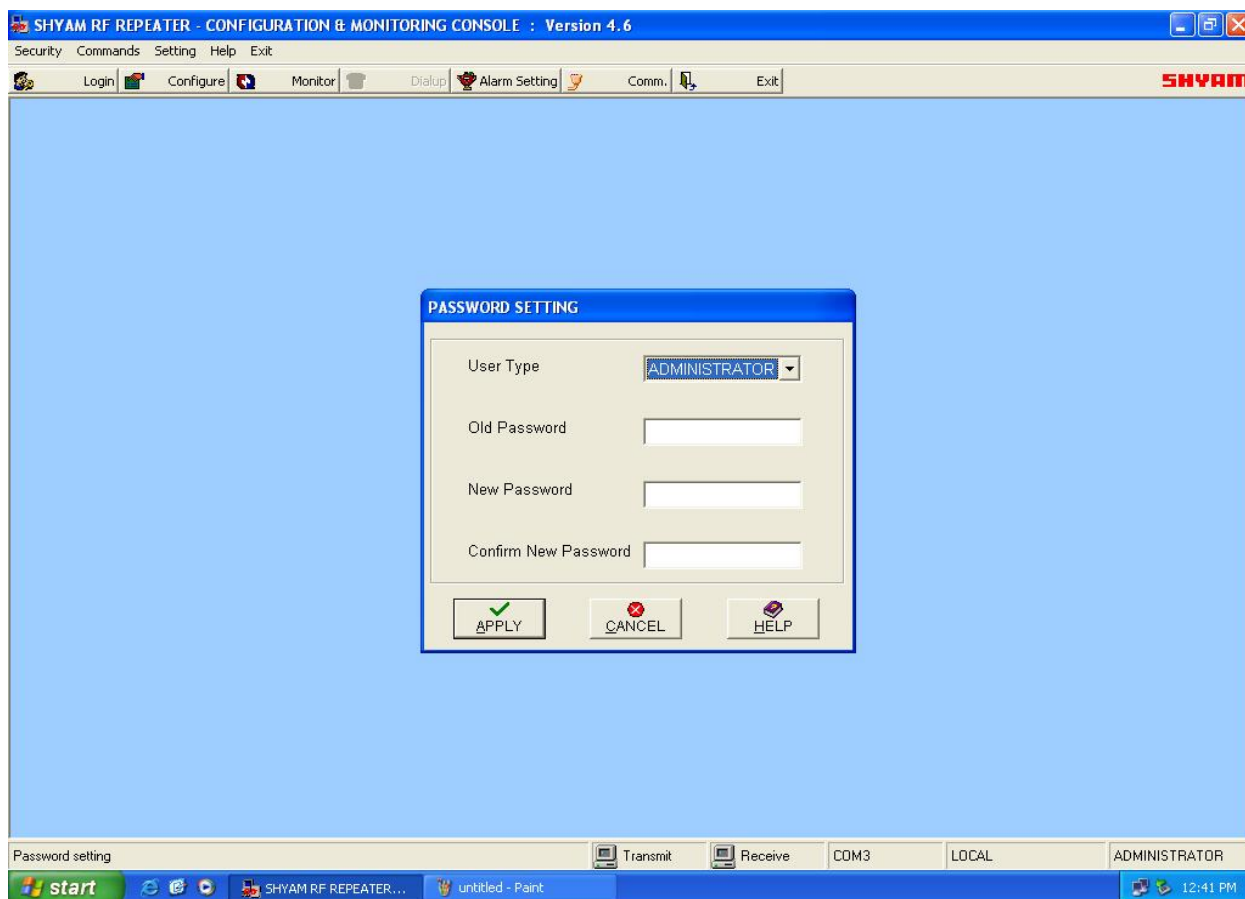 SHYAM RF REPEATER - CONFIGURATION & MONITORING CONSOLE : Version 4.6
Security Commands Setting Help Exit
Login Configure Monitor Dialup Alarm Setting Comm. Exit SHYAM
PASSWORD SETTING
User Type ADMINISTRATOR
Old Password
New Password
Confirm New Password
APPLY CANCEL HELP
Password setting Transmit Receive COM3 LOCAL ADMINISTRATOR
start SHYAM RF REPEATER... untitled - Paint 12:41 PM